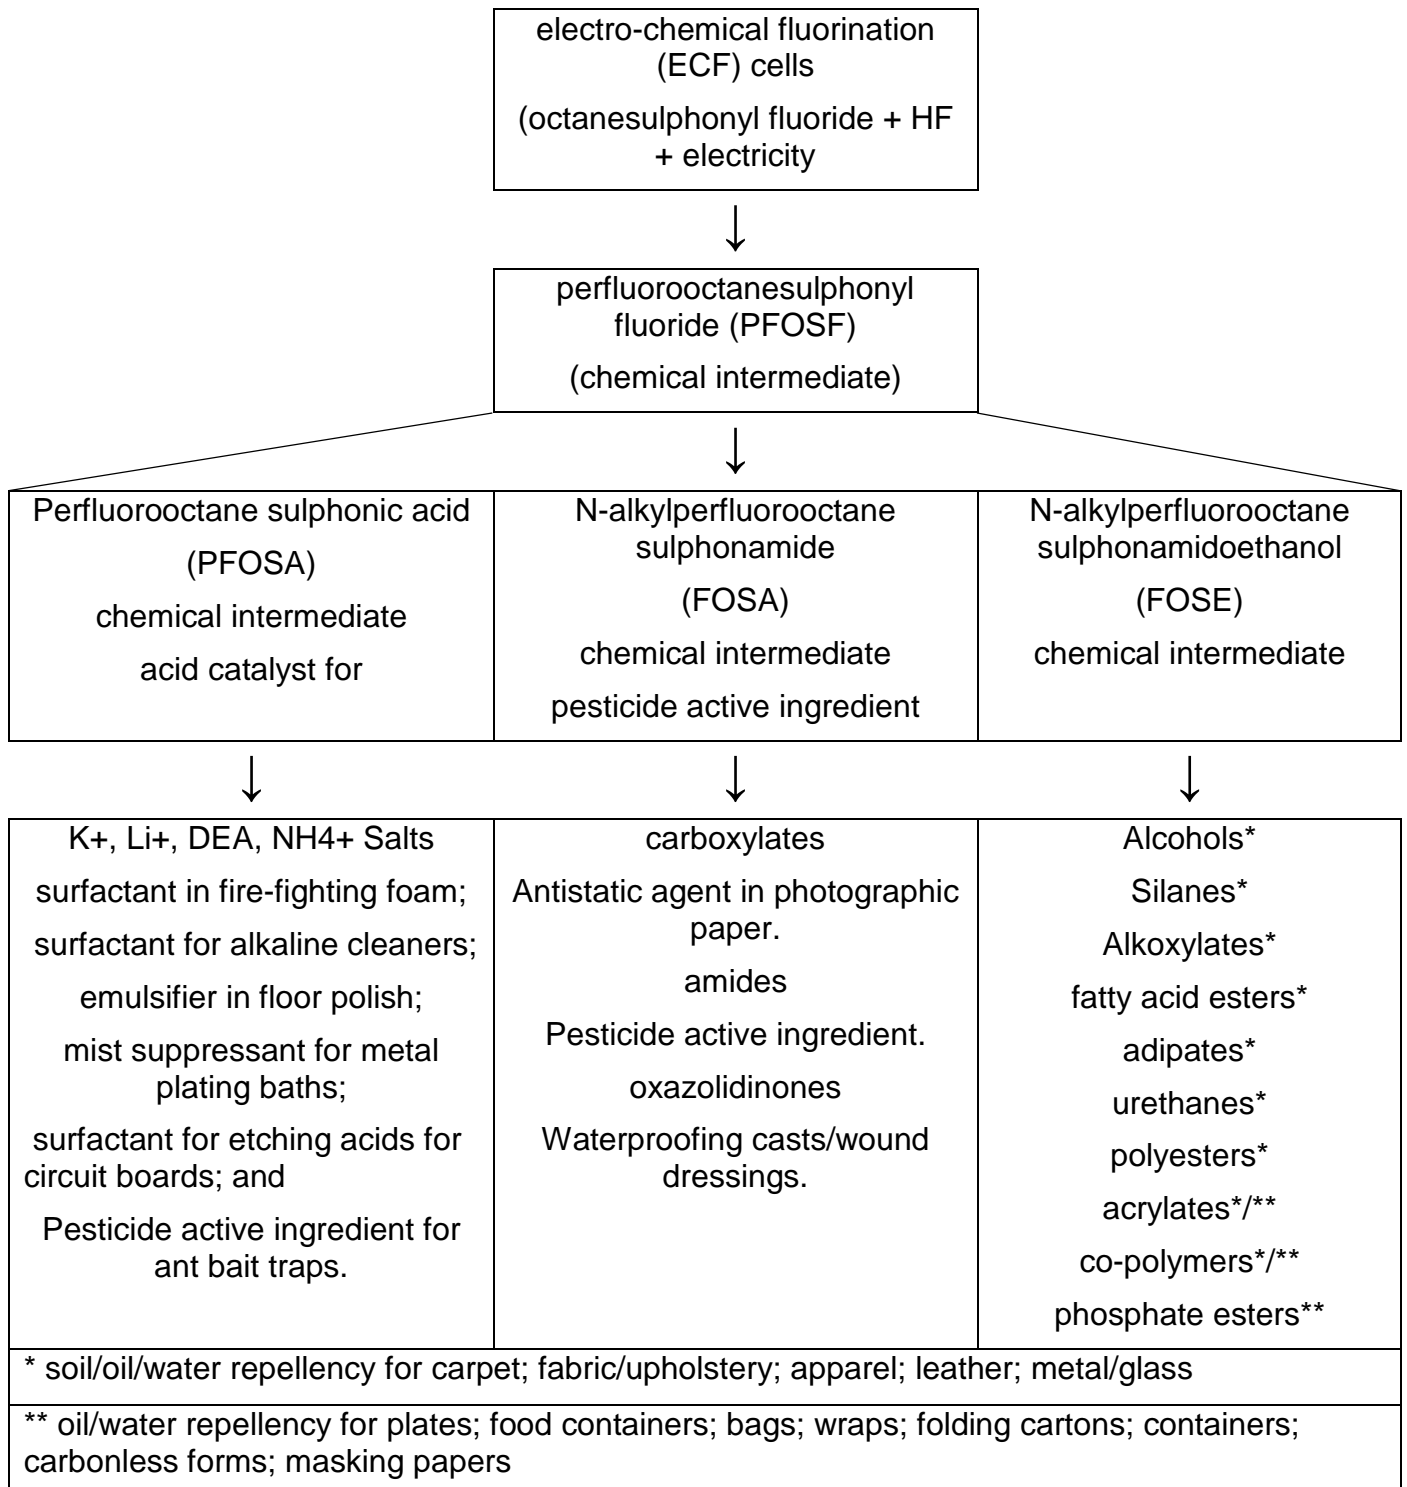 electro-chemical fluorination
(ECF) cells
(octanesulphonyl fluoride + HF
+ electricity
↓
perfluorooctanesulphonyl
fluoride (PFOSF)
(chemical intermediate)
↓
Perfluorooctane sulphonic acid
(PFOSA)
chemical intermediate
acid catalyst for
N-alkylperfluorooctane
sulphonamide
(FOSA)
chemical intermediate
pesticide active ingredient
N-alkylperfluorooctane
sulphonamidoethanol
(FOSE)
chemical intermediate
↓ ↓ ↓
K+, Li+, DEA, NH4+ Salts
surfactant in fire-fighting foam;
surfactant for alkaline cleaners;
emulsifier in floor polish;
mist suppressant for metal
plating baths;
surfactant for etching acids for
circuit boards; and
Pesticide active ingredient for
ant bait traps.
carboxylates
Antistatic agent in photographic
paper.
amides
Pesticide active ingredient.
oxazolidinones
Waterproofing casts/wound
dressings.
Alcohols*
Silanes*
Alkoxylates*
fatty acid esters*
adipates*
urethanes*
polyesters*
acrylates*/**
co-polymers*/**
phosphate esters**
* soil/oil/water repellency for carpet; fabric/upholstery; apparel; leather; metal/glass
** oil/water repellency for plates; food containers; bags; wraps; folding cartons; containers;
carbonless forms; masking papers